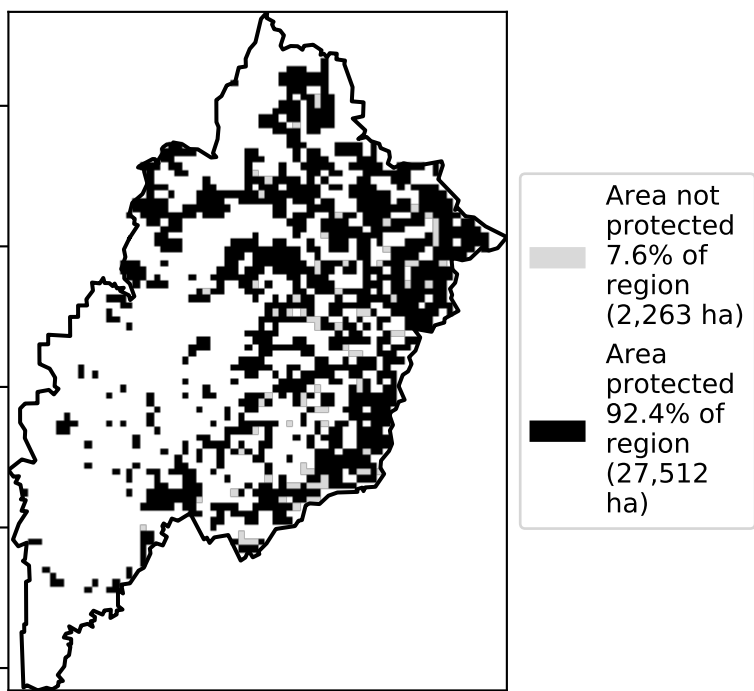 Area not
protected
7.6% of
region
(2,263 ha)
Area
protected
92.4% of
region
(27,512
ha)